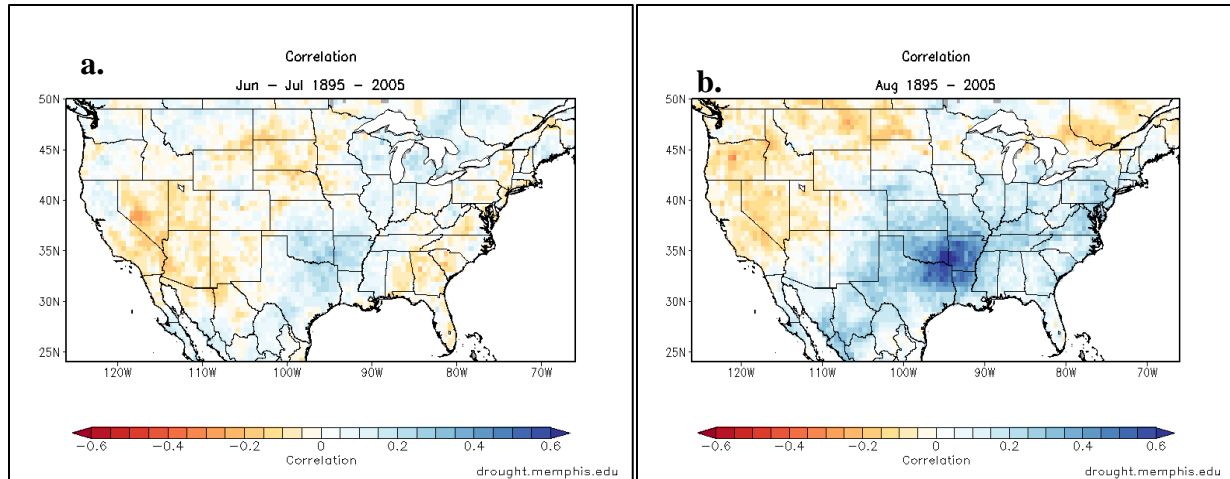 a.
Correlation
Jun - Jul 1895 - 2005
50N
45N
40N
35N
30N
25N
120W 110W 100W 90W 80W 70W
-0.6 -0.4 -0.2 0 0.2 0.4 0.6
Correlation
drought.memphis.edu
b.
Correlation
Aug 1895 - 2005
50N
45N
40N
35N
30N
25N
120W 110W 100W 90W 80W 70W
-0.6 -0.4 -0.2 0 0.2 0.4 0.6
Correlation
drought.memphis.edu